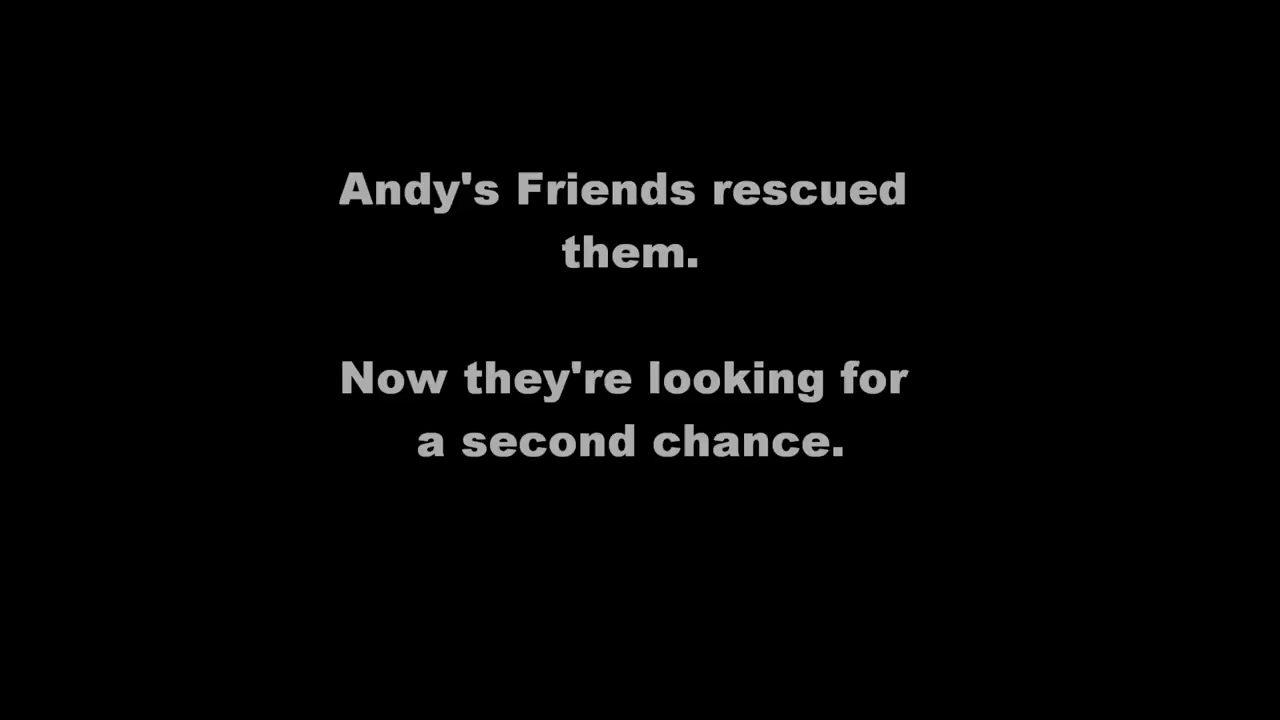 Andy's Friends rescued
them.
Now they're looking for
a second chance.